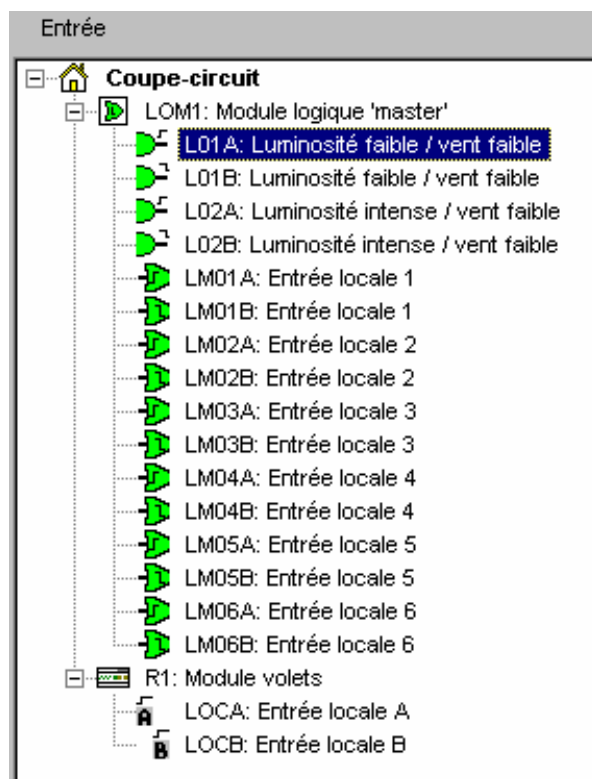 Entrée
Coupe-circuit
LOM1: Module logique 'master'
L01A: Luminosité faible / vent faible
L01B: Luminosité faible / vent faible
L02A: Luminosité intense / vent faible
L02B: Luminosité intense / vent faible
LM01A: Entrée locale 1
LM01B: Entrée locale 1
LM02A: Entrée locale 2
LM02B: Entrée locale 2
LM03A: Entrée locale 3
LM03B: Entrée locale 3
LM04A: Entrée locale 4
LM04B: Entrée locale 4
LM05A: Entrée locale 5
LM05B: Entrée locale 5
LM06A: Entrée locale 6
LM06B: Entrée locale 6
R1: Module volets
A LOCA: Entrée locale A
B LOCB: Entrée locale B